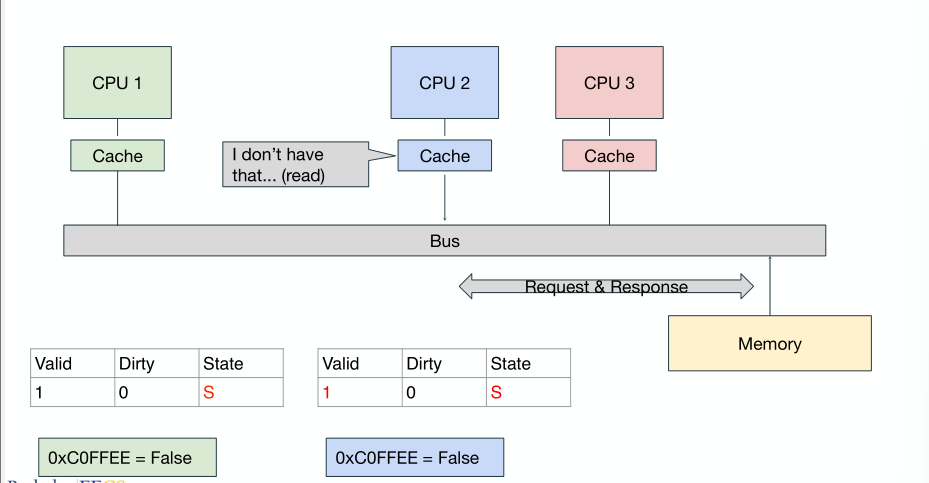 CPU 1
CPU 2
CPU 3
Cache
I don't have
that... (read)
Cache
Cache
Bus
Request & Response
Memory
Valid Dirty State
1 0 S
Valid Dirty State
1 0 S
0xC0FFEE = False
0xC0FFEE = False